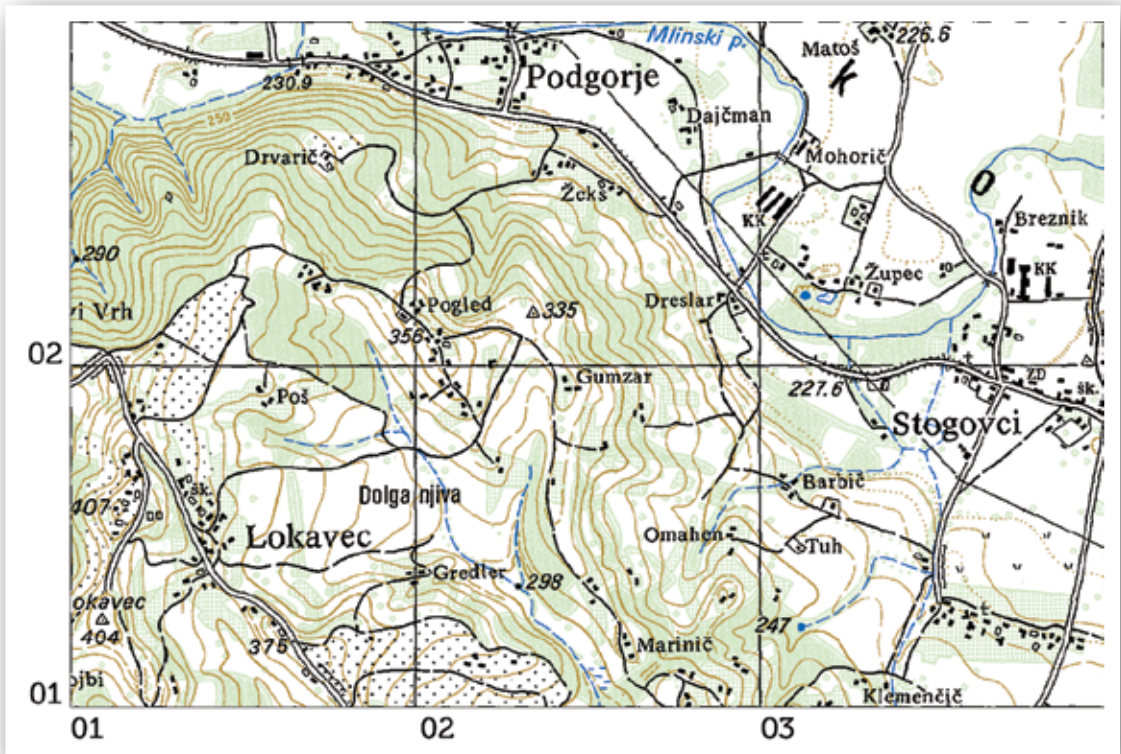 Mlinski p.
226.6
Matoš
K
Podgorje
230.9
250
Dajčman
Drvarič
Mohorič
Žekš
O
KK
Breznik
290
Župec
KK
Pogled
335
Dreslar
vi Vrh
356
02
Gumzar
ZD
227.6
šk.
Poš
Stogovci
Barbič
Dolga njiva
šk.
407
Lokavec
Omahen
Tuh
Gredler
298
okavec
404
247
375
Marinič
ojbi
Klemenčič
01
01
02
03